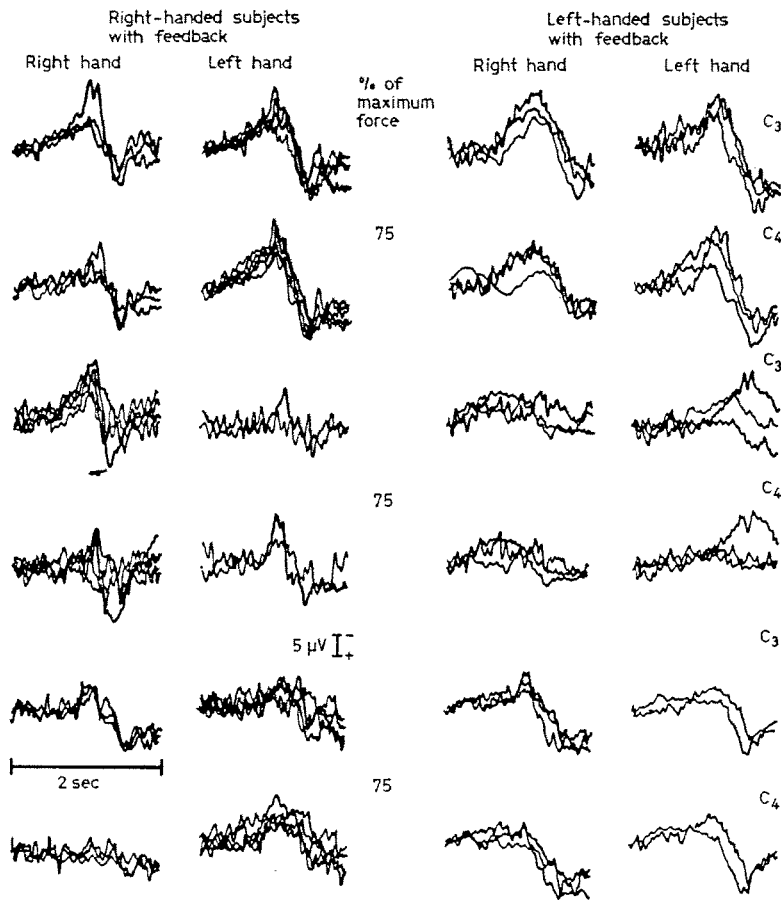 Right-handed subjects
with feedback
Left-handed subjects
with feedback
Right hand
Left hand
% of
maximum
force
Right hand
Left hand
C3
75
C4
C3
75
C4
5 µV
-
+
C3
2 sec
75
C4